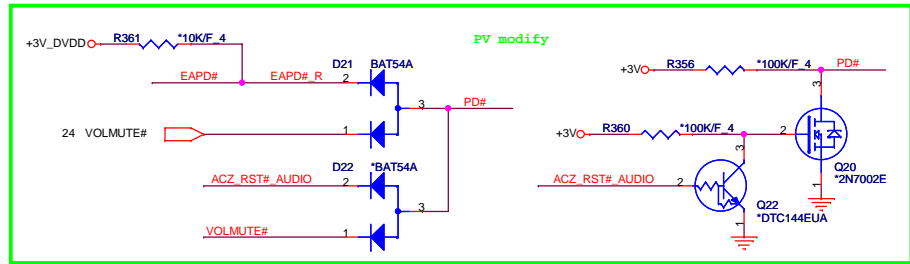 PV modify
+3V_DVDD R361 *10K/F_4
D21 BAT54A
EAPD# EAPD#_R 2
3 PD#
24 VOLMUTE# 1
D22 *BAT54A
ACZ_RST#_AUDIO 2
3
VOLMUTE# 1
+3V R356 *100K/F_4 PD#
3
+3V R360 *100K/F_4
2
Q20
*2N7002E
1
3
ACZ_RST#_AUDIO 2
Q22
*DTC144EUA
1